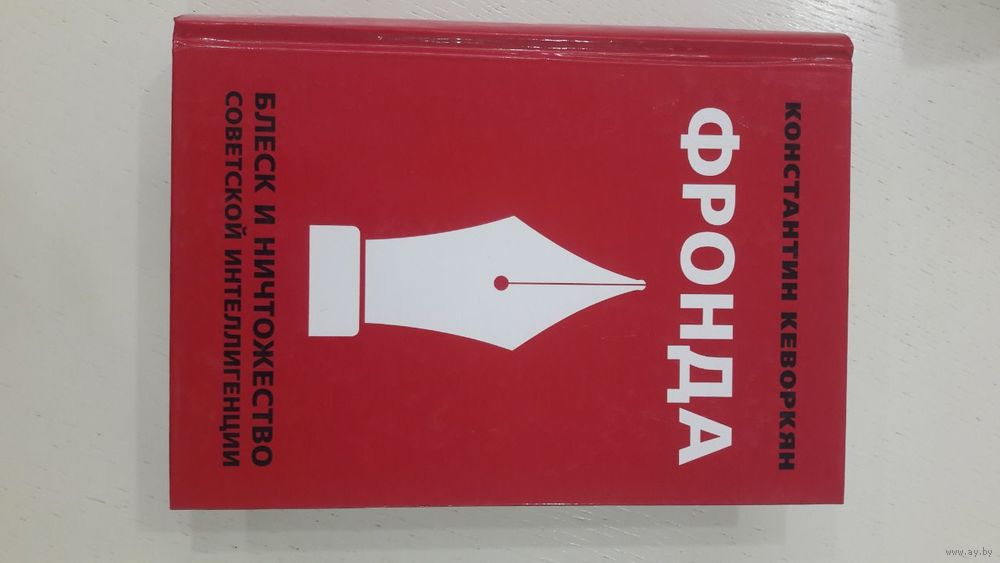 КОНСТАНТИН КЕВОРКЯН
ФРОНДА
БЛЕСК И НИЧТОЖЕСТВО
СОВЕТСКОЙ ИНТЕЛЛИГЕНЦИИ
www.ay.by